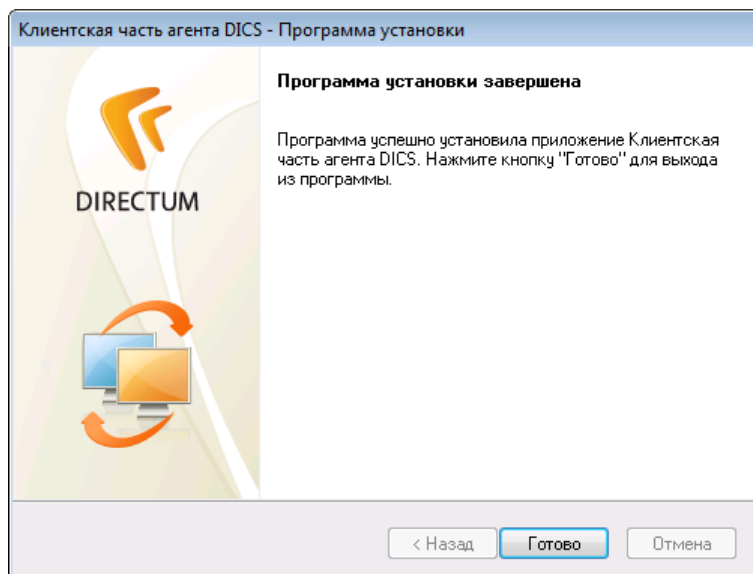 Клиентская часть агента DICS - Программа установки
Программа установки завершена
Программа успешно установила приложение Клиентская
часть агента DICS. Нажмите кнопку "Готово" для выхода
из программы.
DIRECTUM
< Назад
Готово
Отмена